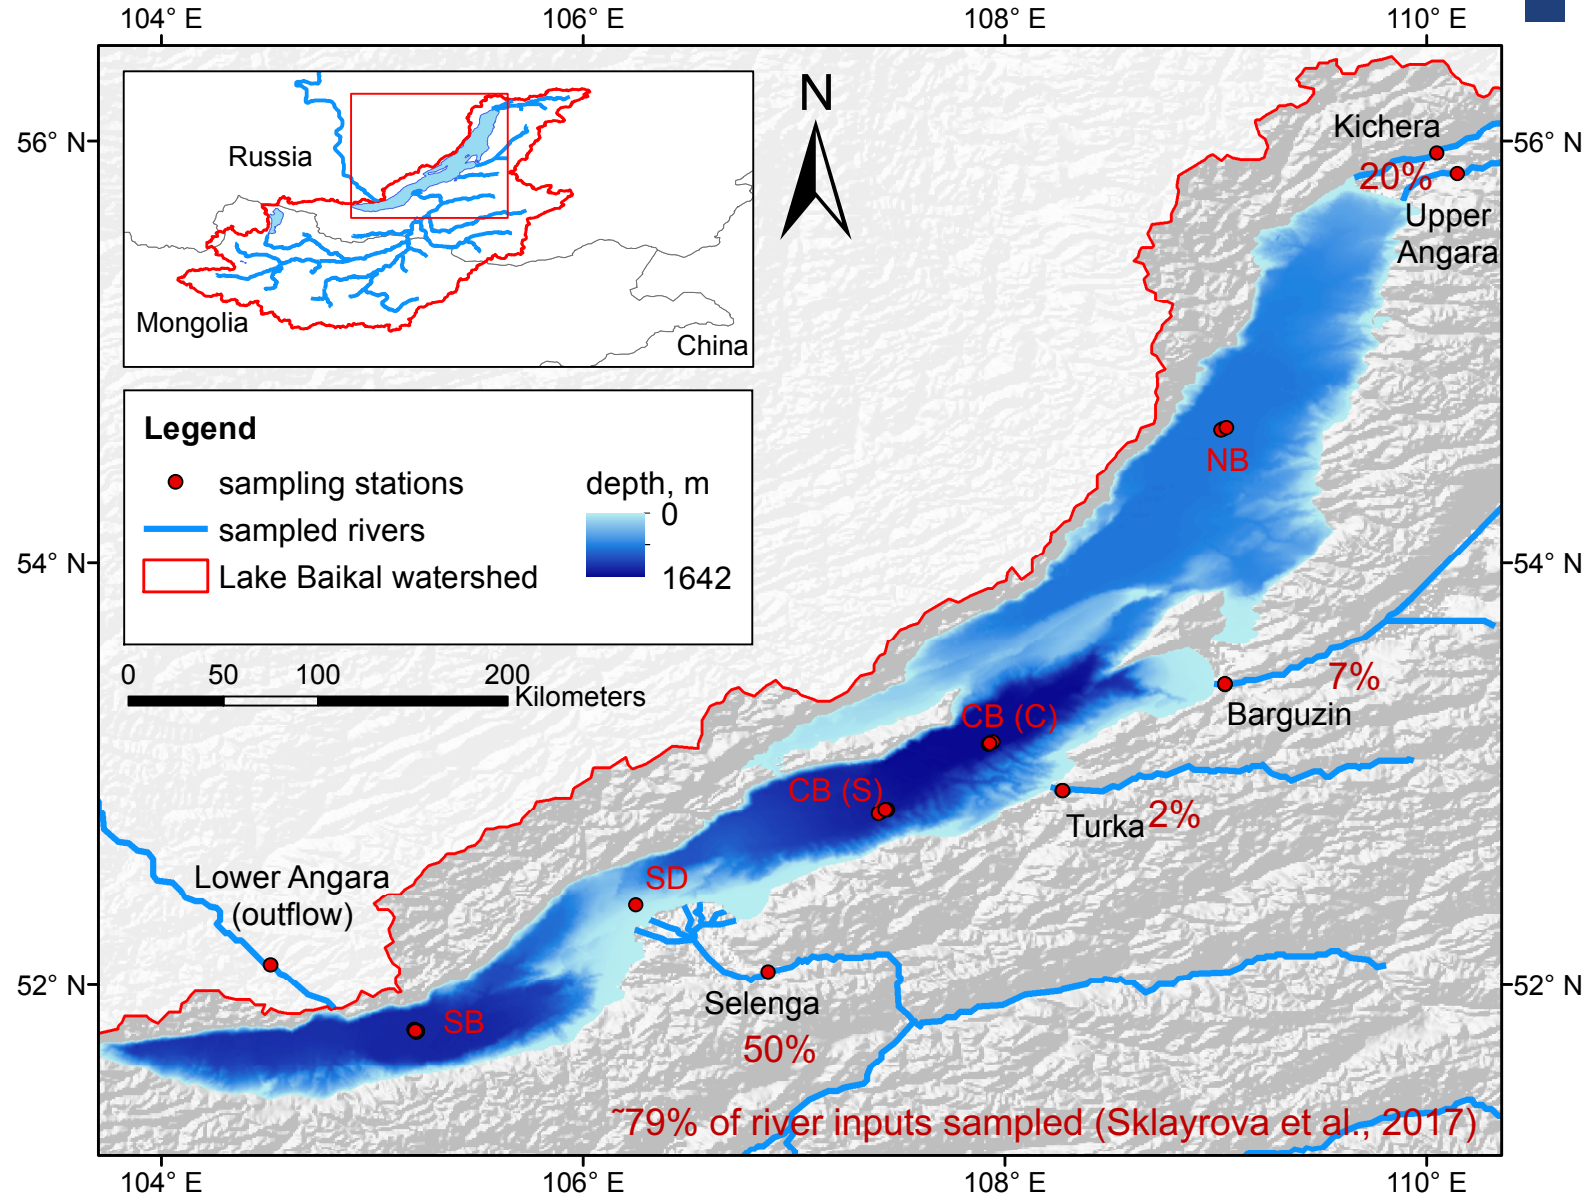 104° E
106° E
108° E
110° E
56° N
56° N
54° N
54° N
52° N
52° N
Russia
Mongolia
China
N
Kichera
20%
Upper
Angara
NB
Legend
sampling stations
sampled rivers
Lake Baikal watershed
depth, m
0
1642
0
50
100
200
Kilometers
7%
Barguzin
CB (C)
CB (S)
Turka
2%
SD
Lower Angara
(outflow)
Selenga
50%
SB
~79% of river inputs sampled (Sklayrova et al., 2017)
104° E
106° E
108° E
110° E